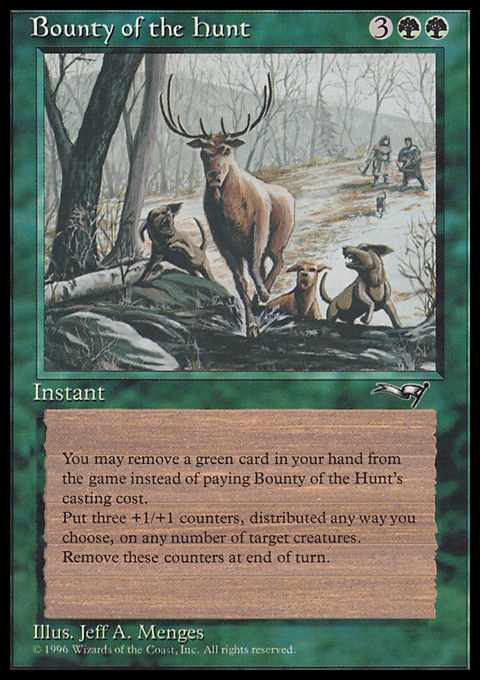 Bounty of the Hunt 3
Instant
You may remove a green card in your hand from
the game instead of paying Bounty of the Hunt's
casting cost.
Put three +1/+1 counters, distributed any way you
choose, on any number of target creatures.
Remove these counters at end of turn.
Illus. Jeff A. Menges
© 1996 Wizards of the Coast, Inc. All rights reserved.